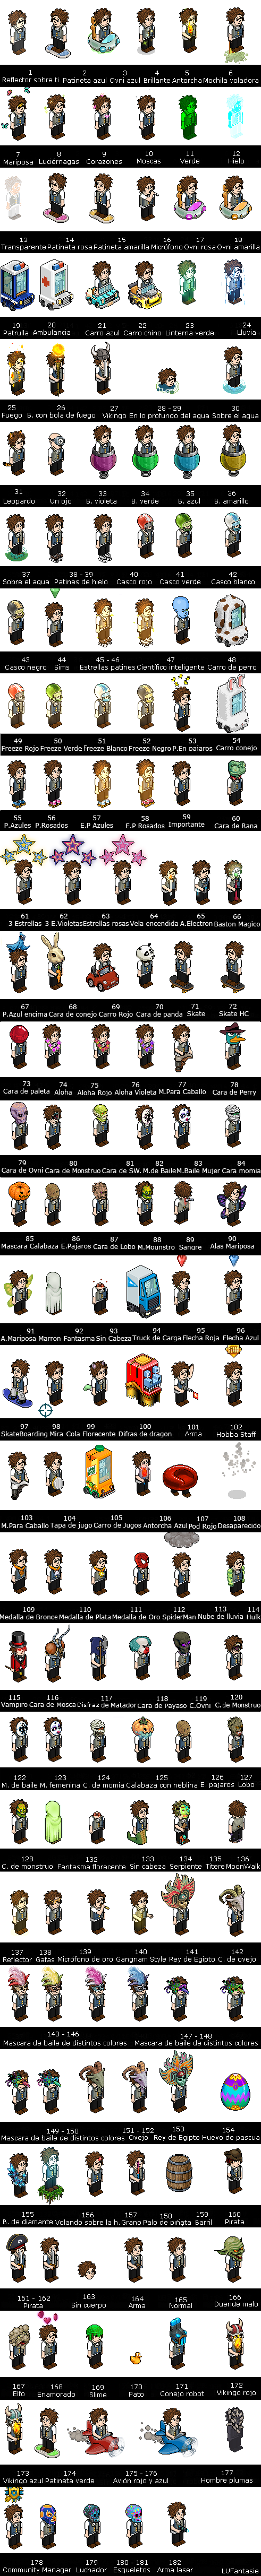 1 2 3 4 5 6
Reflector sobre ti Patineta azul Ovni azul Brillante Antorcha Mochila voladora
7 8 9 10 11 12
Mariposa Luciérnagas Corazones Moscas Verde Hielo
13 14 15 16 17 18
Transparente Patineta rosa Patineta amarilla Micrófono Ovni rosa Ovni amarilla
19 20 21 22 23 24
Patrulla Ambulancia Carro azul Carro chino Linterna verde Lluvia
25 26 27 28 - 29 30
Fuego B. con bola de fuego Vikingo En lo profundo del agua Sobre el agua
31 32 33 34 35 36
Leopardo Un ojo B. violeta B. verde B. azul B. amarillo
37 38 - 39 40 41 42
Sobre el agua Patines de hielo Casco rojo Casco verde Casco blanco
43 44 45 - 46 47 48
Casco negro Sims Estrellas patines Científico inteligente Carro de perro
49 50 51 52 53 54
Freeze Rojo Freeze Verde Freeze Blanco Freeze Negro P.En pajaros Carro conejo
55 56 57 58 59 60
P.Azules P.Rosados E.P Azules E.P Rosados Importante Cara de Rana
61 62 63 64 65 66
3 Estrellas 3 E.Violetas Estrellas rosas Vela encendida A.Electron Baston Magico
67 68 69 70 71 72
P.Azul encima Cara de conejo Carro Rojo Cara de panda Skate Skate HC
73 74 75 76 77 78
Cara de paleta Aloha Aloha Rojo Aloha Violeta M.Para Caballo Cara de Perry
79 80 81 82 83 84
Cara de Ovni Cara de Monstruo Cara de SW. M.de Baile M.Baile Mujer Cara momia
85 86 87 88 89 90
Mascara Calabaza E.Pajaros Cara de Lobo M.Mounstro Sangre Alas Mariposa
91 92 93 94 95 96
A.Mariposa Marron Fantasma Sin Cabeza Truck de Carga Flecha Roja Flecha Azul
97 98 99 100 101 102
SkateBoarding Mira Cola Florecente Difras de dragon Arma Hobba Staff
103 104 105 106 107 108
M.Para Caballo Tapa de jugo Carro de Jugos Antorcha Azul Pod Rojo Desaparecido
109 110 111 112 113 114
Medalla de Bronce Medalla de Plata Medalla de Oro Spider Man Nube de lluvia Hulk
115 116 117 118 119 120
Vampiro Cara de Mosca Disfraz de Matador Cara de Payaso C.Ovni C.de Monstruo
122 123 124 125 126 127
M. de baile M. femenina C. de momia Calabaza con neblina E. pajaros Lobo
128 132 133 134 135 136
C. de monstruo Fantasma florecente Sin cabeza Serpiente Titere MoonWalk
137 138 139 140 141 142
Reflector Gafas Micrófono de oro Gangnam Style Rey de Egipto C. de ovejo
143 - 146 147 - 148
Mascara de baile de distintos colores Mascara de baile de distintos colores
149 - 150 151 - 152 153 154
Mascara de baile de distintos colores Ovejo Rey de Egipto Huevo de pascua
155 156 157 158 159 160
B. de diamante Volando sobre la h. Grano Palo de piñata Barril Pirata
161 - 162 163 164 165 166
Pirata Sin cuerpo Arma Normal Duende malo
167 168 169 170 171 172
Elfo Enamorado Slime Pato Conejo robot Vikingo rojo
173 174 175 - 176 177
Vikingo azul Patineta verde Avión rojo y azul Hombre plumas
178 179 180 - 181 182
Community Manager Luchador Esqueletos Arma laser LUFantasie